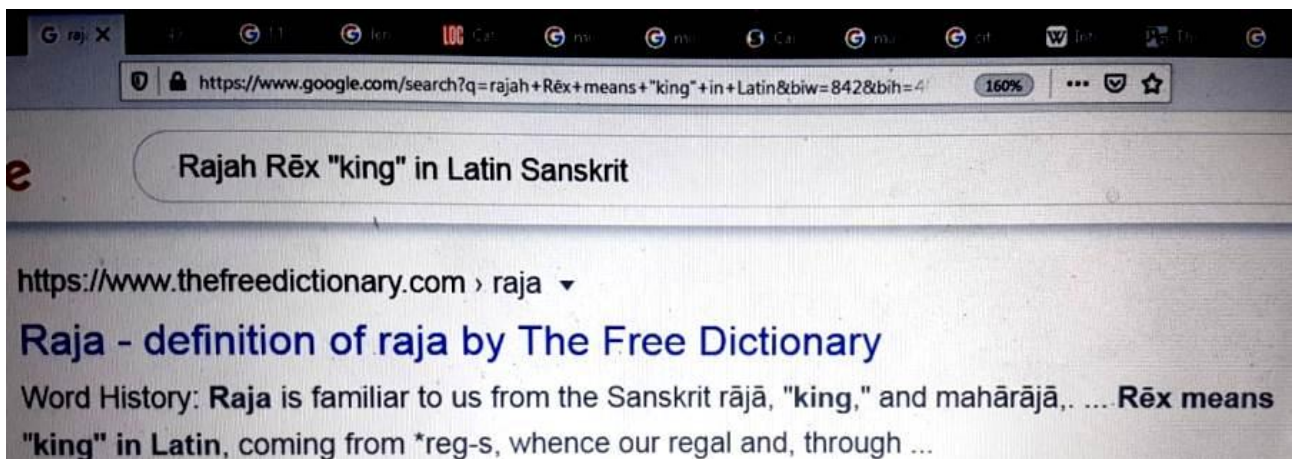 raj
https://www.google.com/search?q=rajah+Rēx+means+"king"+in+Latin&biw=842&bih=4
160%
Rajah Rēx "king" in Latin Sanskrit
https://www.thefreedictionary.com › raja
Raja - definition of raja by The Free Dictionary
Word History: Raja is familiar to us from the Sanskrit rājā, "king," and mahārājā,. ... Rēx means
"king" in Latin, coming from *reg-s, whence our regal and, through ...